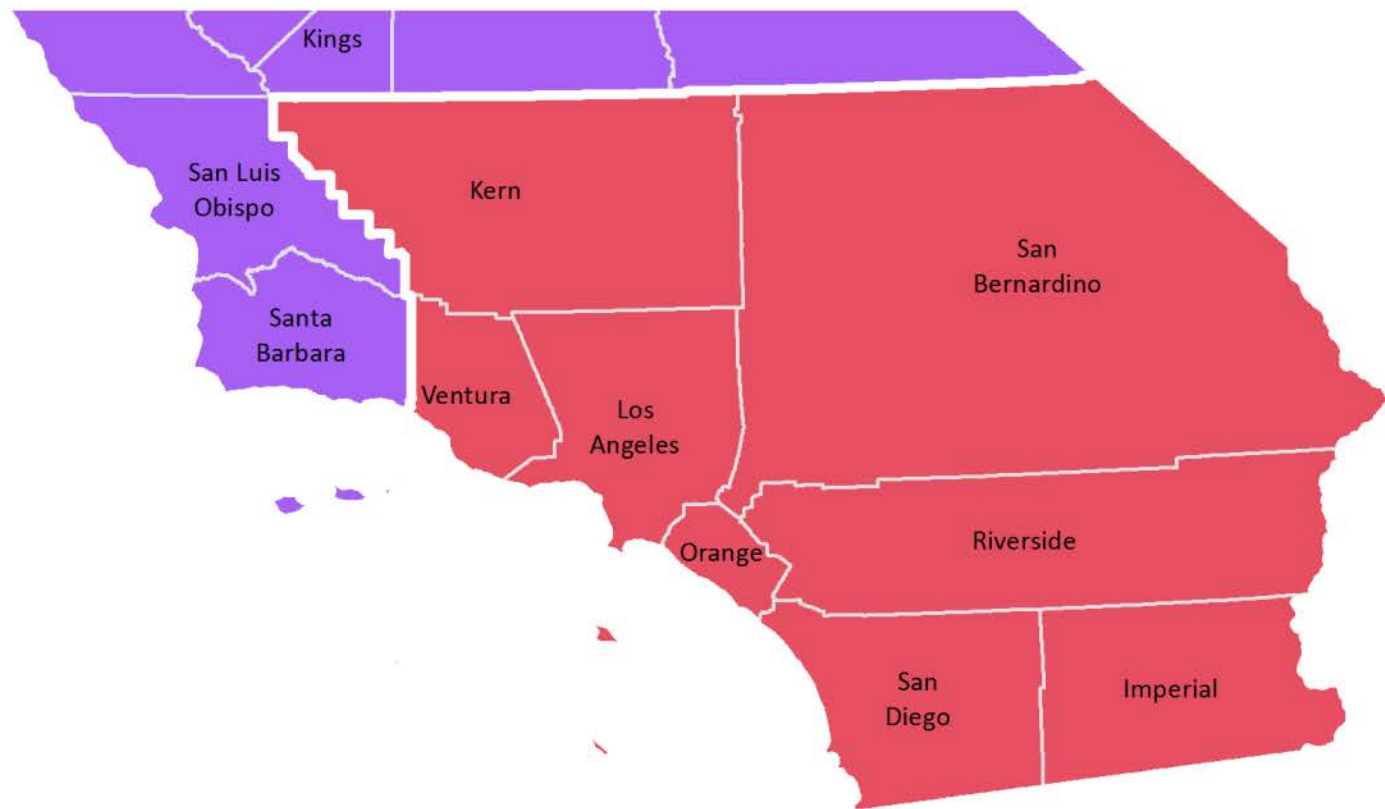 Kings
San Luis
Obispo
Kern
San
Bernardino
Santa
Barbara
Ventura
Los
Angeles
Orange
Riverside
San
Diego
Imperial